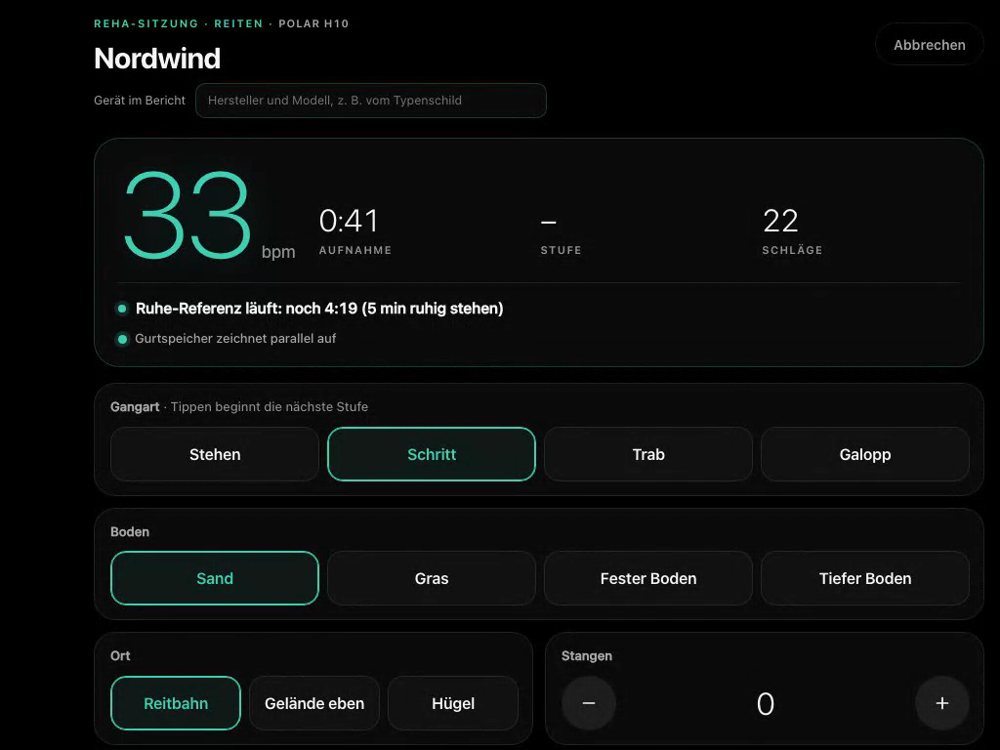 REHA-SITZUNG · REITEN · POLAR H10
Nordwind
Abbrechen
Gerät im Bericht
Hersteller und Modell, z. B. vom Typenschild
33 bpm
0:41
AUFNAHME
–
STUFE
22
SCHLÄGE
Ruhe-Referenz läuft: noch 4:19 (5 min ruhig stehen)
Gurtspeicher zeichnet parallel auf
Gangart · Tippen beginnt die nächste Stufe
Stehen
Schritt
Trab
Galopp
Boden
Sand
Gras
Fester Boden
Tiefer Boden
Ort
Reitbahn
Gelände eben
Hügel
Stangen
− 0 +